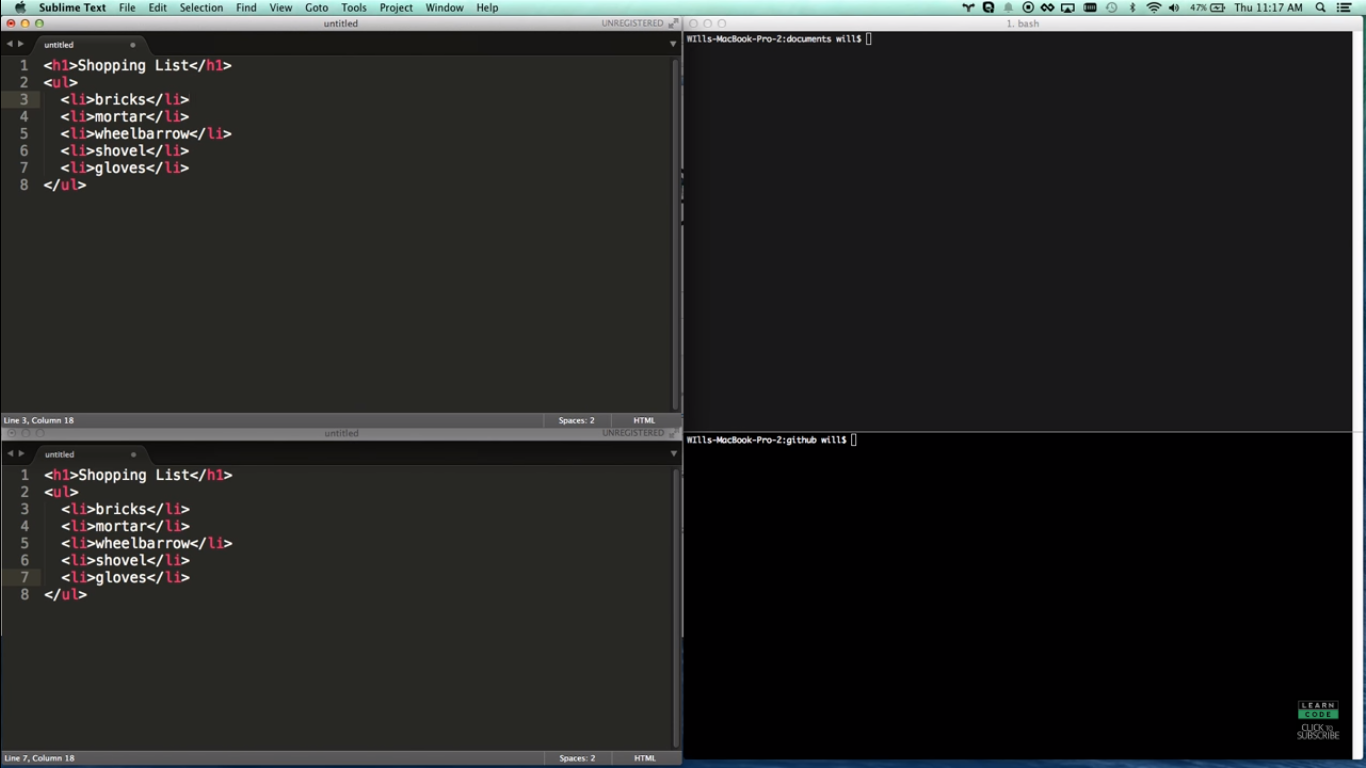 Sublime Text File Edit Selection Find View Goto Tools Project Window Help 47% Thu 11:17 AM
untitled UNREGISTERED
untitled
1 <h1>Shopping List</h1>
2 <ul>
3 <li>bricks</li>
4 <li>mortar</li>
5 <li>wheelbarrow</li>
6 <li>shovel</li>
7 <li>gloves</li>
8 </ul>
Line 3, Column 18 Spaces: 2 HTML
untitled UNREGISTERED
untitled
1 <h1>Shopping List</h1>
2 <ul>
3 <li>bricks</li>
4 <li>mortar</li>
5 <li>wheelbarrow</li>
6 <li>shovel</li>
7 <li>gloves</li>
8 </ul>
Line 7, Column 18 Spaces: 2 HTML
1. bash
WIlls-MacBook-Pro-2:documents will$
WIlls-MacBook-Pro-2:github will$
LEARN
CODE
CLICK TO
SUBSCRIBE